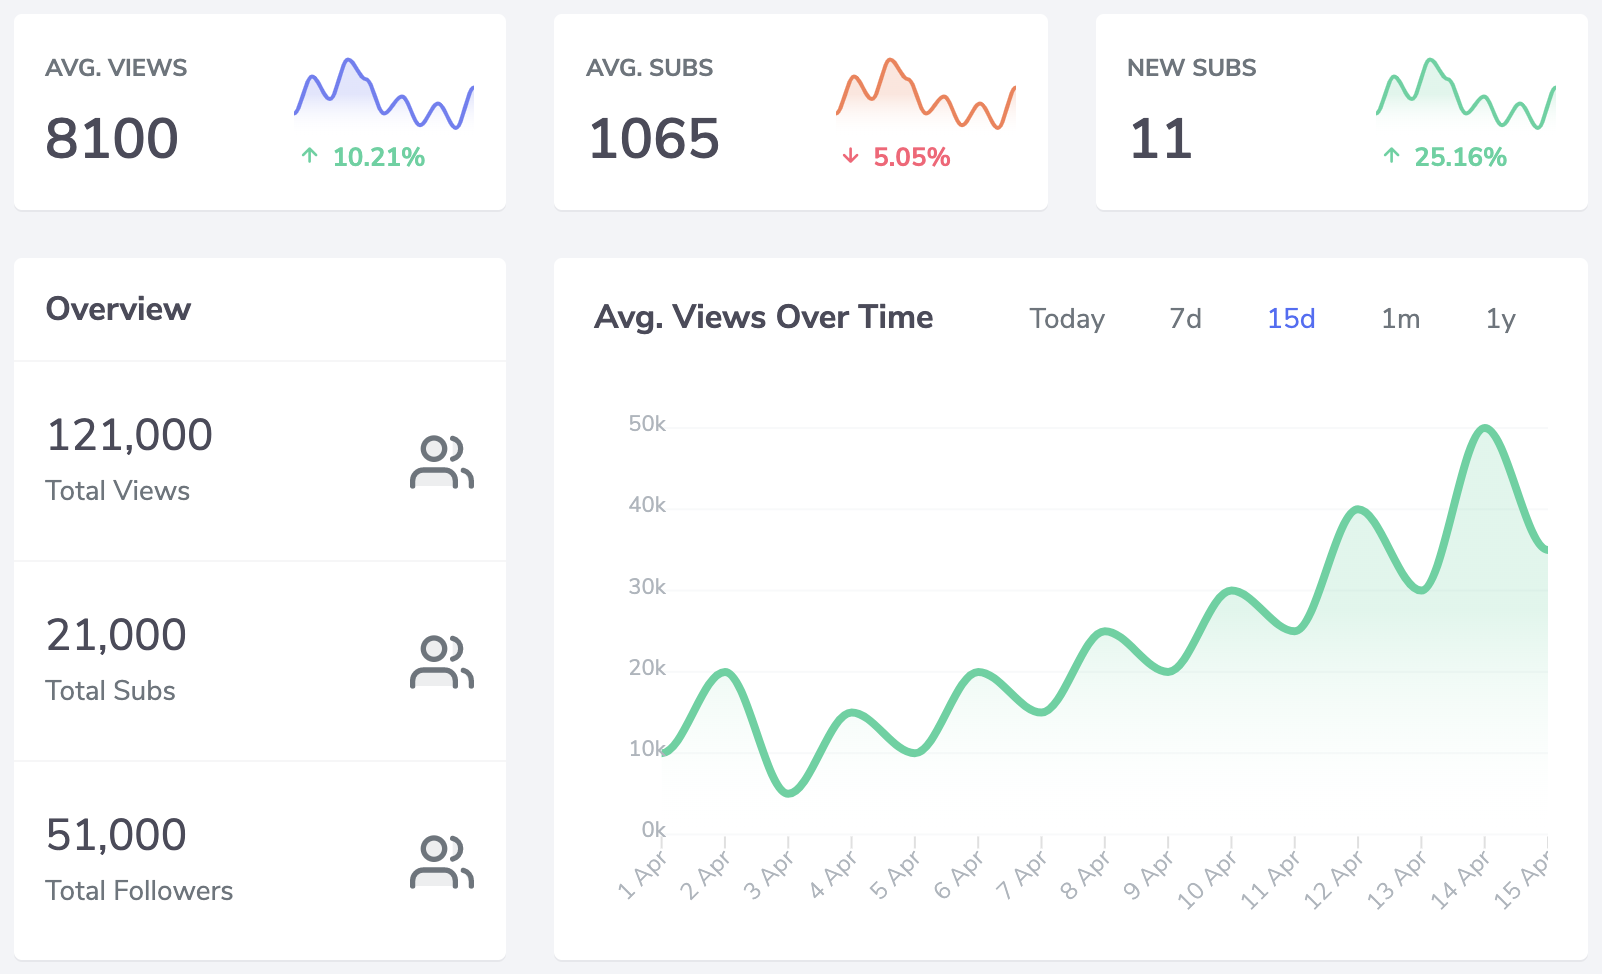 AVG. VIEWS
8100
10.21%
AVG. SUBS
1065
5.05%
NEW SUBS
11
25.16%
Overview
121,000
Total Views
21,000
Total Subs
51,000
Total Followers
Avg. Views Over Time
Today 7d 15d 1m 1y
50k
40k
30k
20k
10k
0k
1 Apr 2 Apr 3 Apr 4 Apr 5 Apr 6 Apr 7 Apr 8 Apr 9 Apr 10 Apr 11 Apr 12 Apr 13 Apr 14 Apr 15 Apr